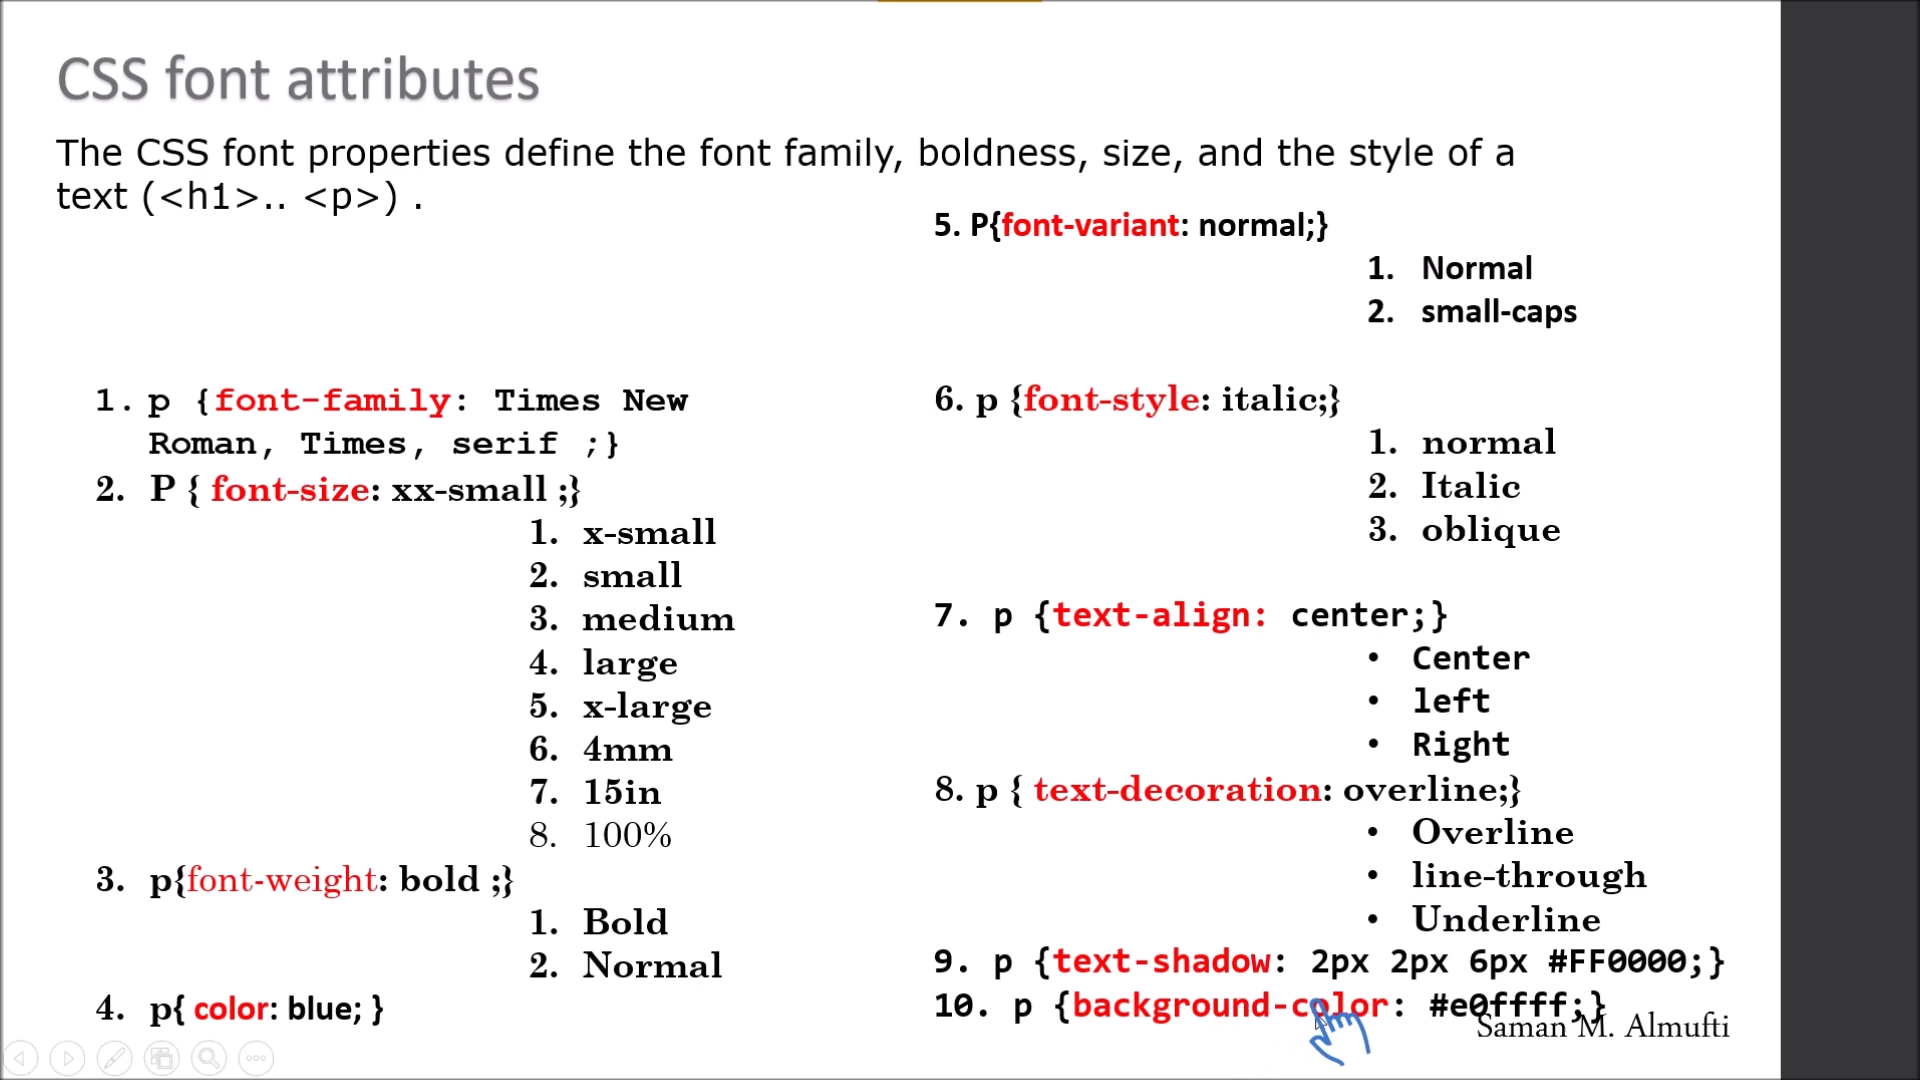 CSS font attributes
The CSS font properties define the font family, boldness, size, and the style of a
text (<h1>.. <p>) .
1. p {font-family: Times New
Roman, Times, serif ;}
2. P { font-size: xx-small ;}
1. x-small
2. small
3. medium
4. large
5. x-large
6. 4mm
7. 15in
8. 100%
3. p{font-weight: bold ;}
1. Bold
2. Normal
4. p{ color: blue; }
5. P{font-variant: normal;}
1. Normal
2. small-caps
6. p {font-style: italic;}
1. normal
2. Italic
3. oblique
7. p {text-align: center;}
• Center
• left
• Right
8. p { text-decoration: overline;}
• Overline
• line-through
• Underline
9. p {text-shadow: 2px 2px 6px #FF0000;}
10. p {background-color: #e0ffff;}
Saman M. Almufti